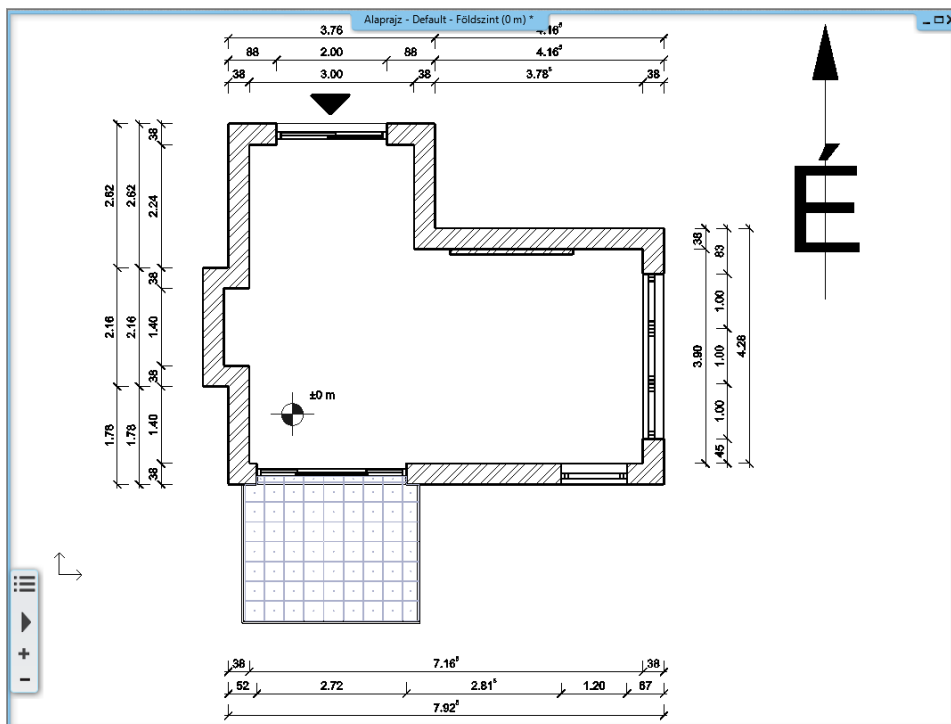 Alaprajz - Default - Földszint (0 m) *
3.76 4.16⁵
88 2.00 88 4.16⁵
38 3.00 38 3.78⁵ 38
É
38
2.62 2.62 2.24
38
2.16 2.16 1.40
38
1.78 1.78 1.40
38
±0 m
38 83
1.00
3.90 1.00 4.28
1.00
45
38 7.16⁵ 38
52 2.72 2.81⁵ 1.20 67
7.92⁵